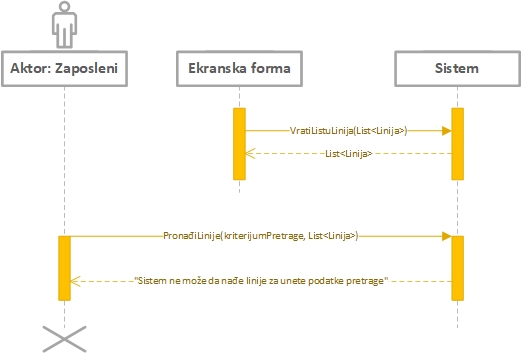 Aktor: Zaposleni
Ekranska forma
Sistem
VratiListuLinija(List<Linija>)
List<Linija>
PronađiLinije(kriterijumPretrage, List<Linija>)
"Sistem ne može da nađe linije za unete podatke pretrage"